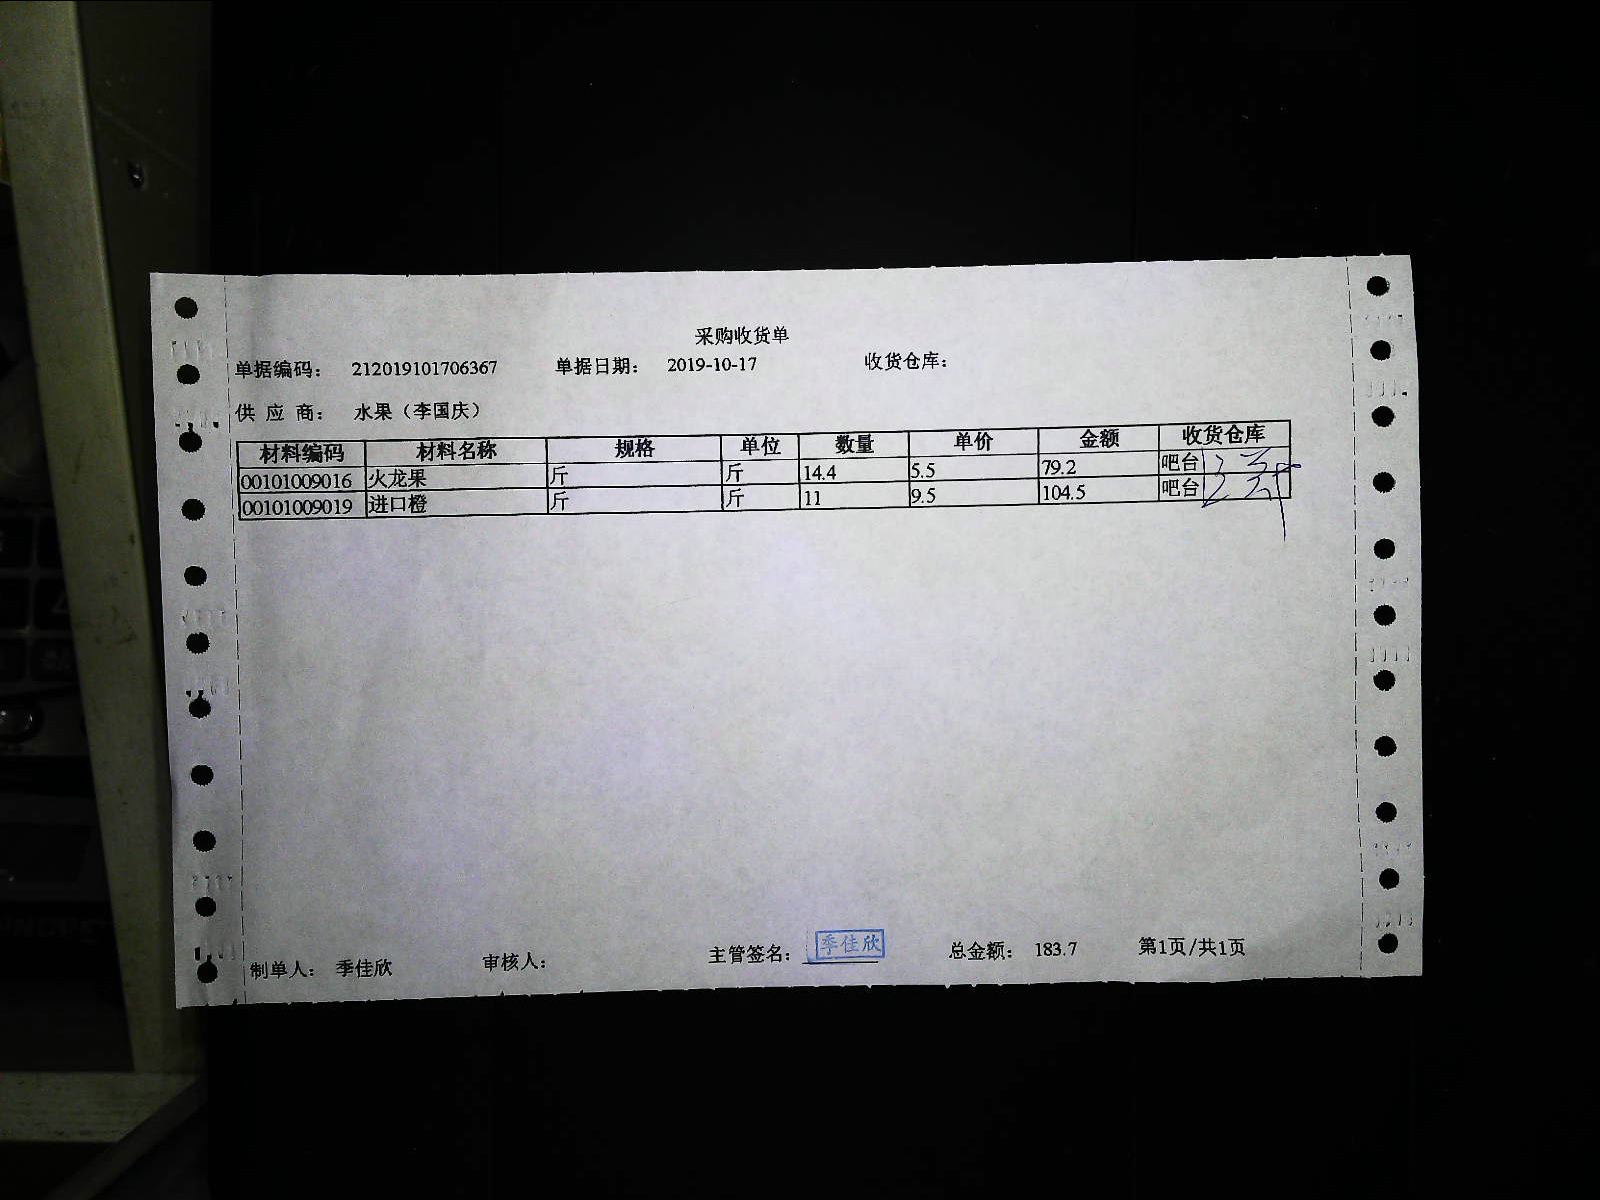 采购收货单
单据编码： 212019101706367 单据日期： 2019-10-17 收货仓库：
供 应 商： 水果（李国庆）
材料编码 材料名称 规格 单位 数量 单价 金额 收货仓库
00101009016 火龙果 斤 斤 14.4 5.5 79.2 吧台
00101009019 进口橙 斤 斤 11 9.5 104.5 吧台
制单人： 季佳欣 审核人： 主管签名： 季佳欣 总金额： 183.7 第1页/共1页